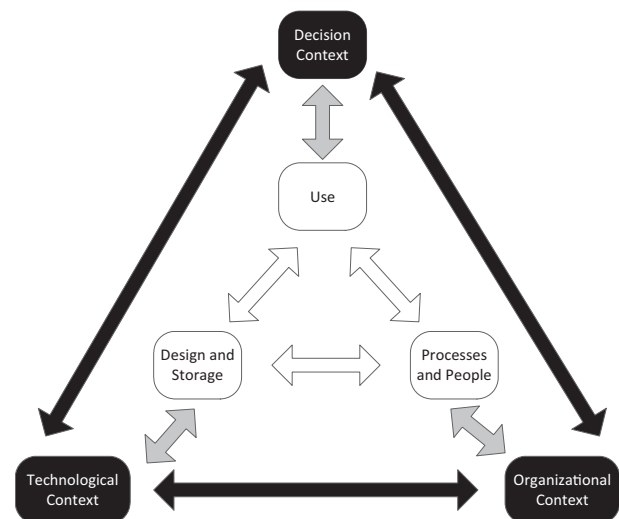 Decision
Context
Use
Design and
Storage
Processes
and People
Technological
Context
Organizational
Context